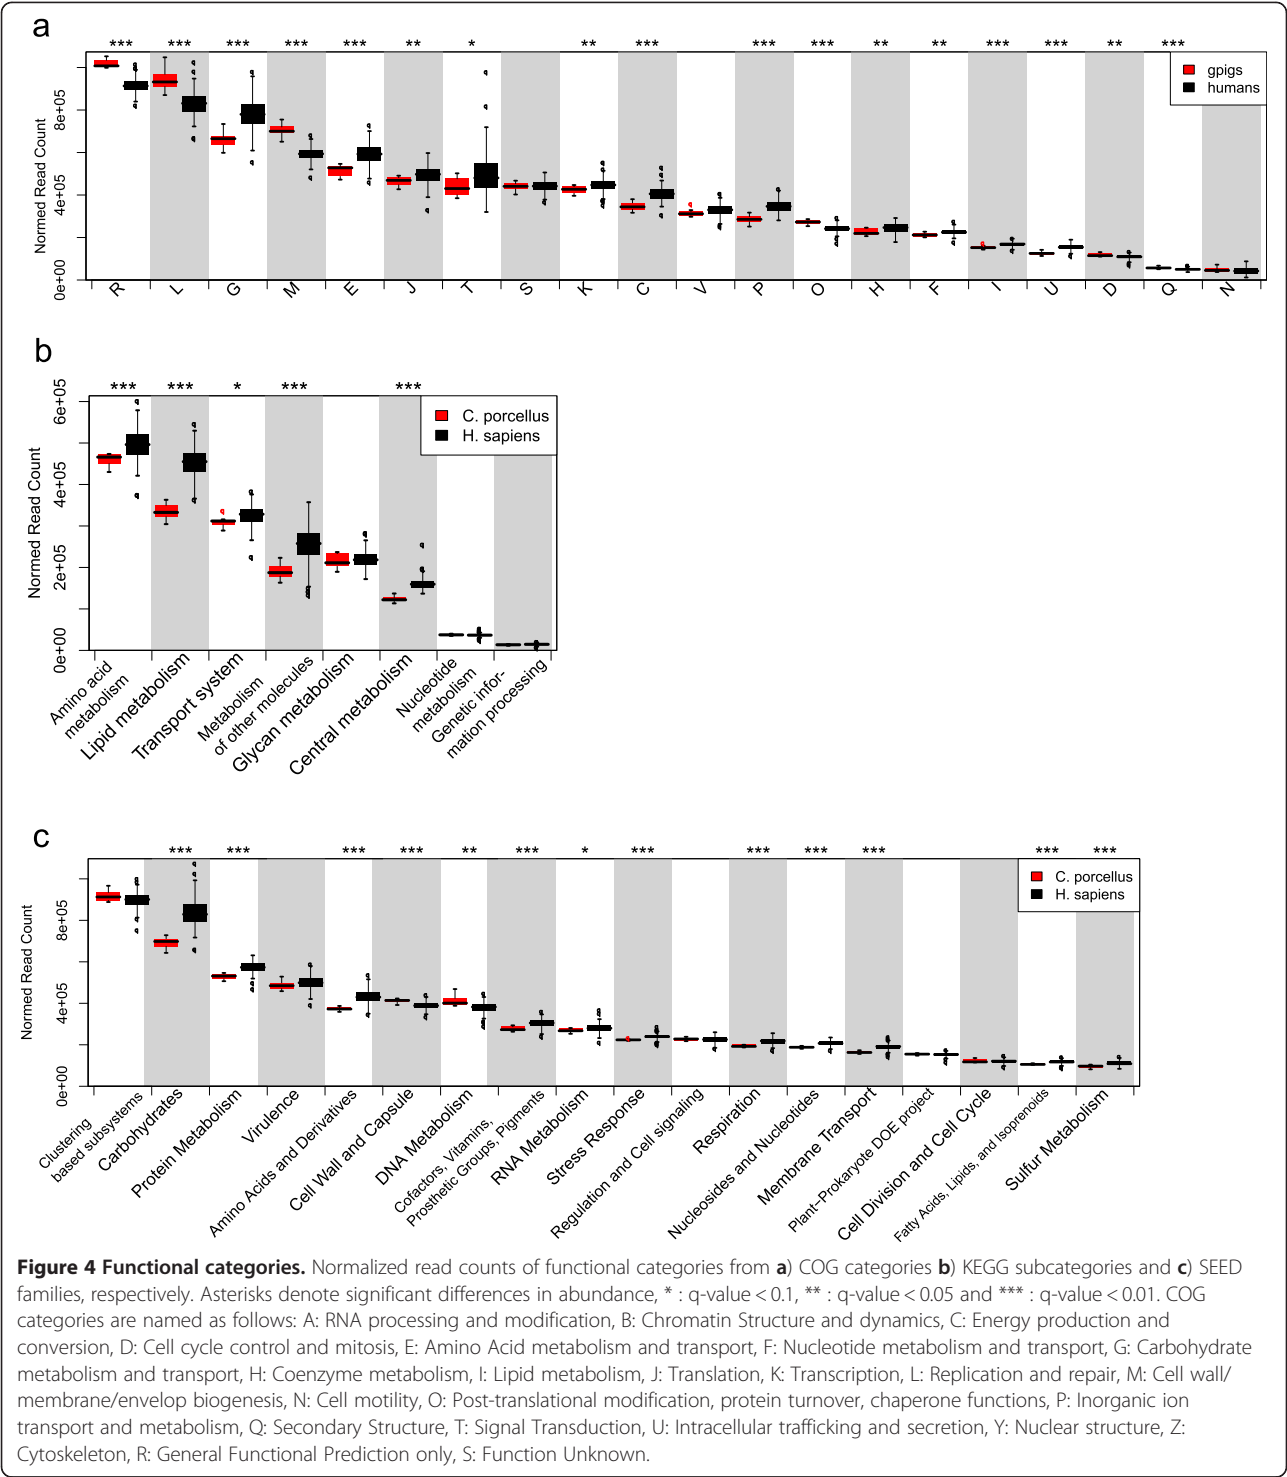 a
*** *** *** *** *** ** * ** *** *** *** ** ** *** *** ** ***
gpigs
humans
Normed Read Count
0e+00 4e+05 8e+05
R L G M E J T S K C V P O H F I U D Q N
b
*** *** * *** ***
C. porcellus
H. sapiens
Normed Read Count
0e+00 2e+05 4e+05 6e+05
Amino acid
metabolism
Lipid metabolism
Transport system
Metabolism
of other molecules
Glycan metabolism
Central metabolism
Nucleotide
metabolism
Genetic infor-
mation processing
c
*** *** *** *** ** *** * *** *** *** *** *** ***
C. porcellus
H. sapiens
Normed Read Count
0e+00 4e+05 8e+05
Clustering
based subsystems
Carbohydrates
Protein Metabolism
Virulence
Amino Acids and Derivatives
Cell Wall and Capsule
DNA Metabolism
Cofactors, Vitamins,
Prosthetic Groups, Pigments
RNA Metabolism
Stress Response
Regulation and Cell signaling
Respiration
Nucleosides and Nucleotides
Membrane Transport
Plant−Prokaryote DOE project
Cell Division and Cell Cycle
Fatty Acids, Lipids, and Isoprenoids
Sulfur Metabolism
Figure 4 Functional categories. Normalized read counts of functional categories from a) COG categories b) KEGG subcategories and c) SEED
families, respectively. Asterisks denote significant differences in abundance, * : q-value < 0.1, ** : q-value < 0.05 and *** : q-value < 0.01. COG
categories are named as follows: A: RNA processing and modification, B: Chromatin Structure and dynamics, C: Energy production and
conversion, D: Cell cycle control and mitosis, E: Amino Acid metabolism and transport, F: Nucleotide metabolism and transport, G: Carbohydrate
metabolism and transport, H: Coenzyme metabolism, I: Lipid metabolism, J: Translation, K: Transcription, L: Replication and repair, M: Cell wall/
membrane/envelop biogenesis, N: Cell motility, O: Post-translational modification, protein turnover, chaperone functions, P: Inorganic ion
transport and metabolism, Q: Secondary Structure, T: Signal Transduction, U: Intracellular trafficking and secretion, Y: Nuclear structure, Z:
Cytoskeleton, R: General Functional Prediction only, S: Function Unknown.